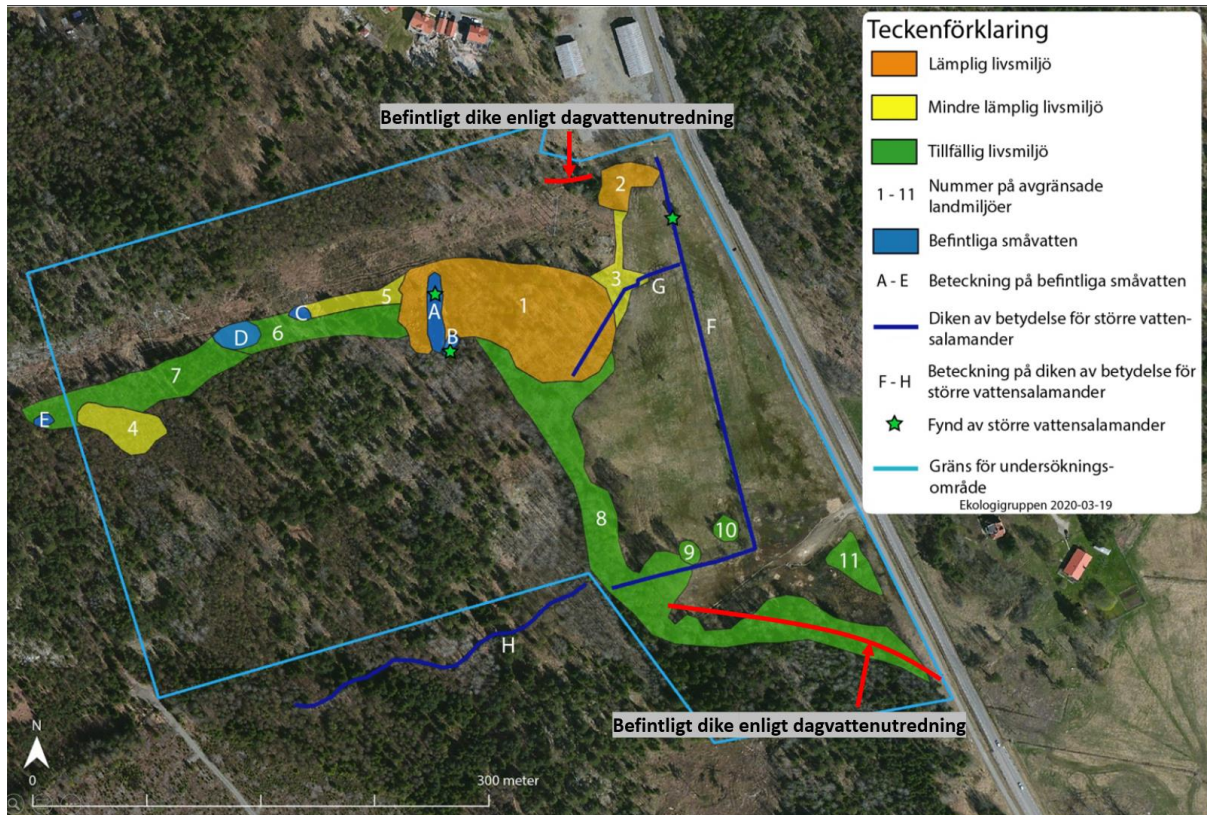 Teckenförklaring
Lämplig livsmiljö
Mindre lämplig livsmiljö
Tillfällig livsmiljö
1 - 11
Nummer på avgränsade
landmiljöer
Befintliga småvatten
A - E
Beteckning på befintliga småvatten
Diken av betydelse för större vatten-
salamander
F - H
Beteckning på diken av betydelse för
större vattensalamander
Fynd av större vattensalamander
Gräns för undersöknings-
område
Ekologigruppen 2020-03-19
Befintligt dike enligt dagvattenutredning
2
3
G
5
A
1
C
B
F
D
6
7
E
4
8
10
9
11
H
Befintligt dike enligt dagvattenutredning
N
0
300 meter